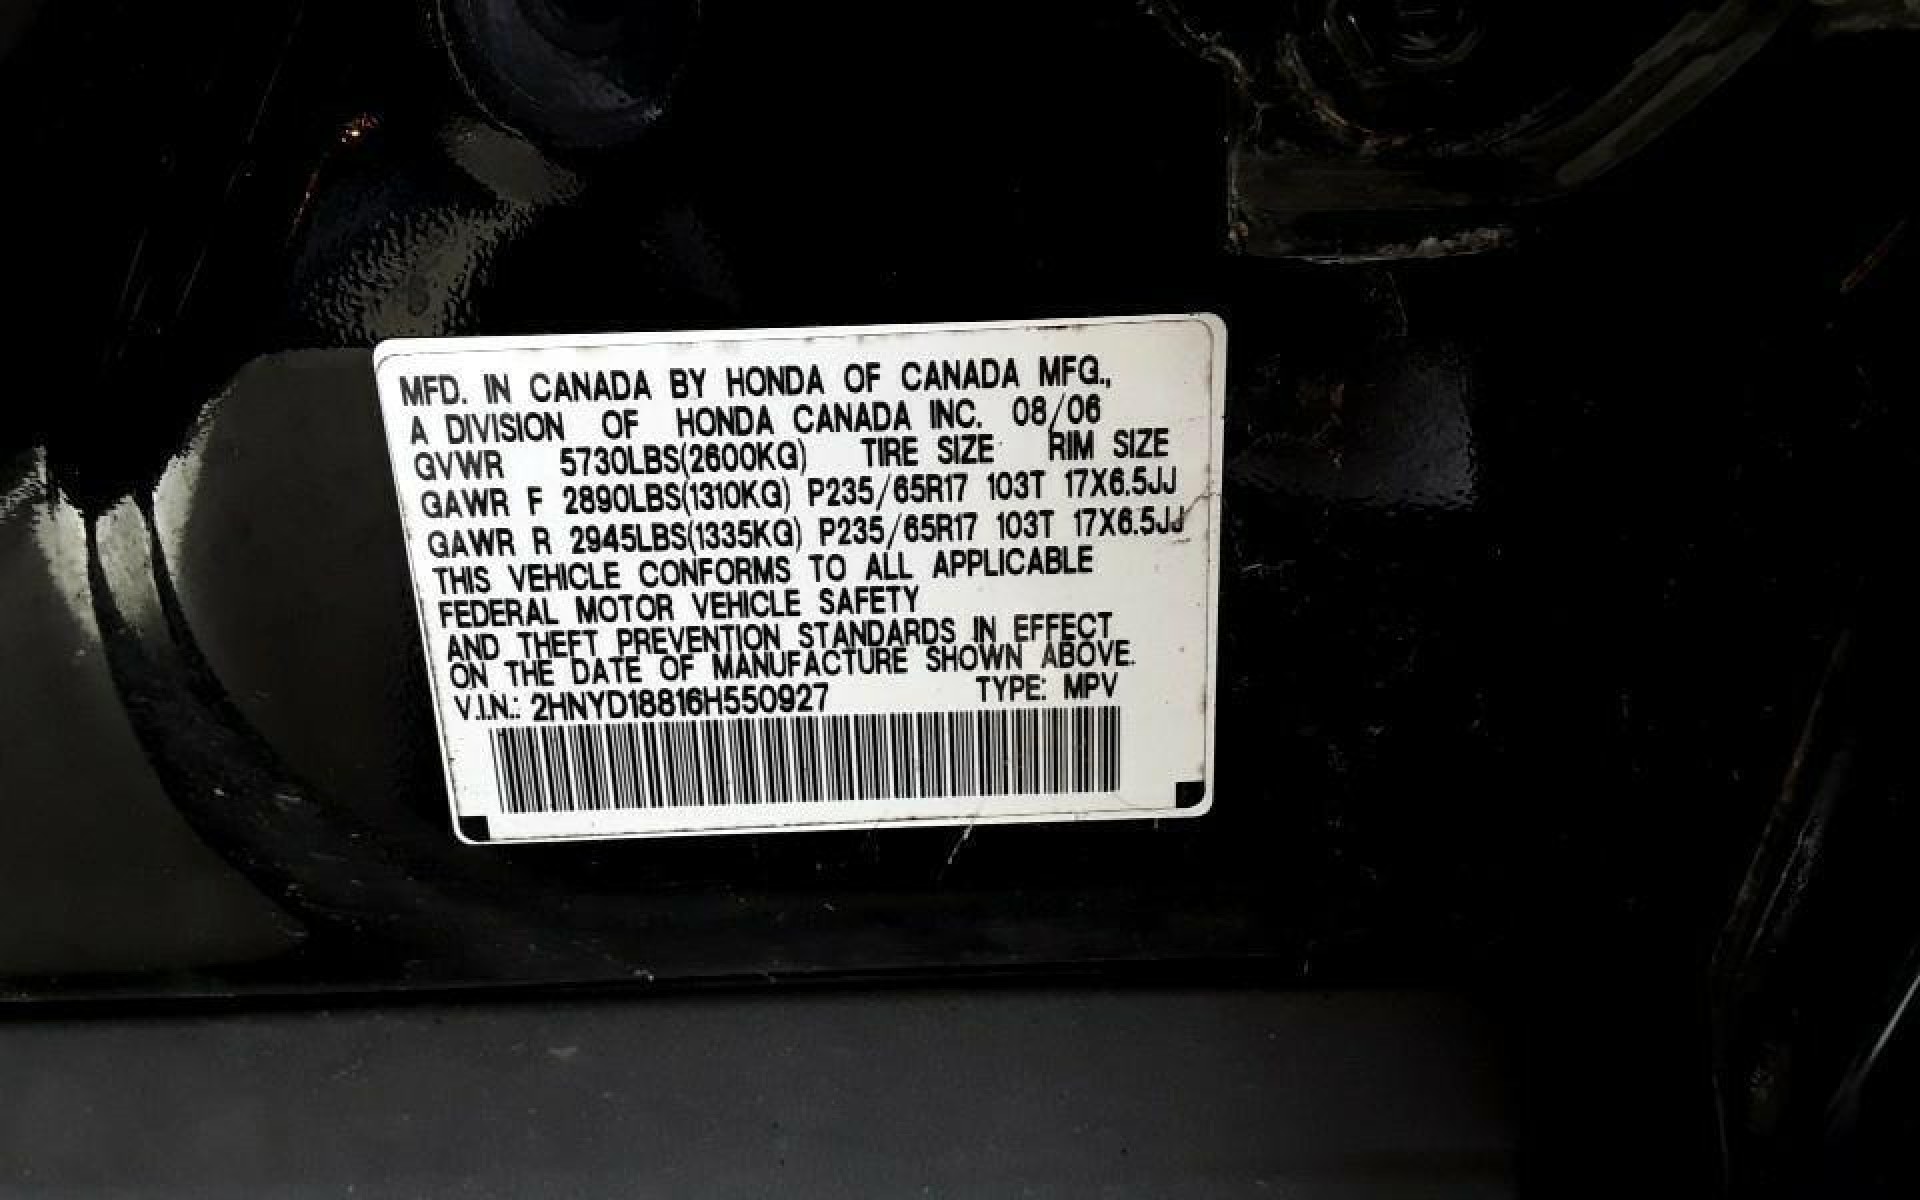 MFD. IN CANADA BY HONDA OF CANADA MFG.,
A DIVISION OF HONDA CANADA INC. 08/06
GVWR 5730LBS(2600KG) TIRE SIZE RIM SIZE
GAWR F 2890LBS(1310KG) P235/65R17 103T 17X6.5JJ
GAWR R 2945LBS(1335KG) P235/65R17 103T 17X6.5JJ
THIS VEHICLE CONFORMS TO ALL APPLICABLE
FEDERAL MOTOR VEHICLE SAFETY
AND THEFT PREVENTION STANDARDS IN EFFECT
ON THE DATE OF MANUFACTURE SHOWN ABOVE.
V.I.N.: 2HNYD18816H550927 TYPE: MPV